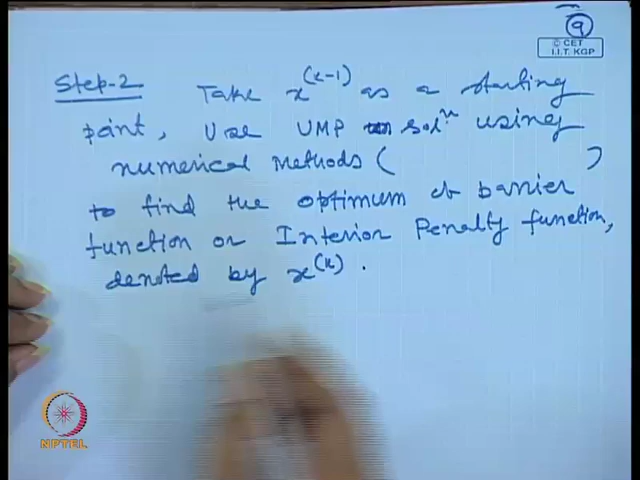 9
© CET
I.I.T. KGP
Step-2 Take x^(k-1) as a starting
point, Use UMP solⁿ using
numerical Methods ( )
to find the optimum of barrier
function or Interior Penalty function,
denoted by x^(k).
NPTEL